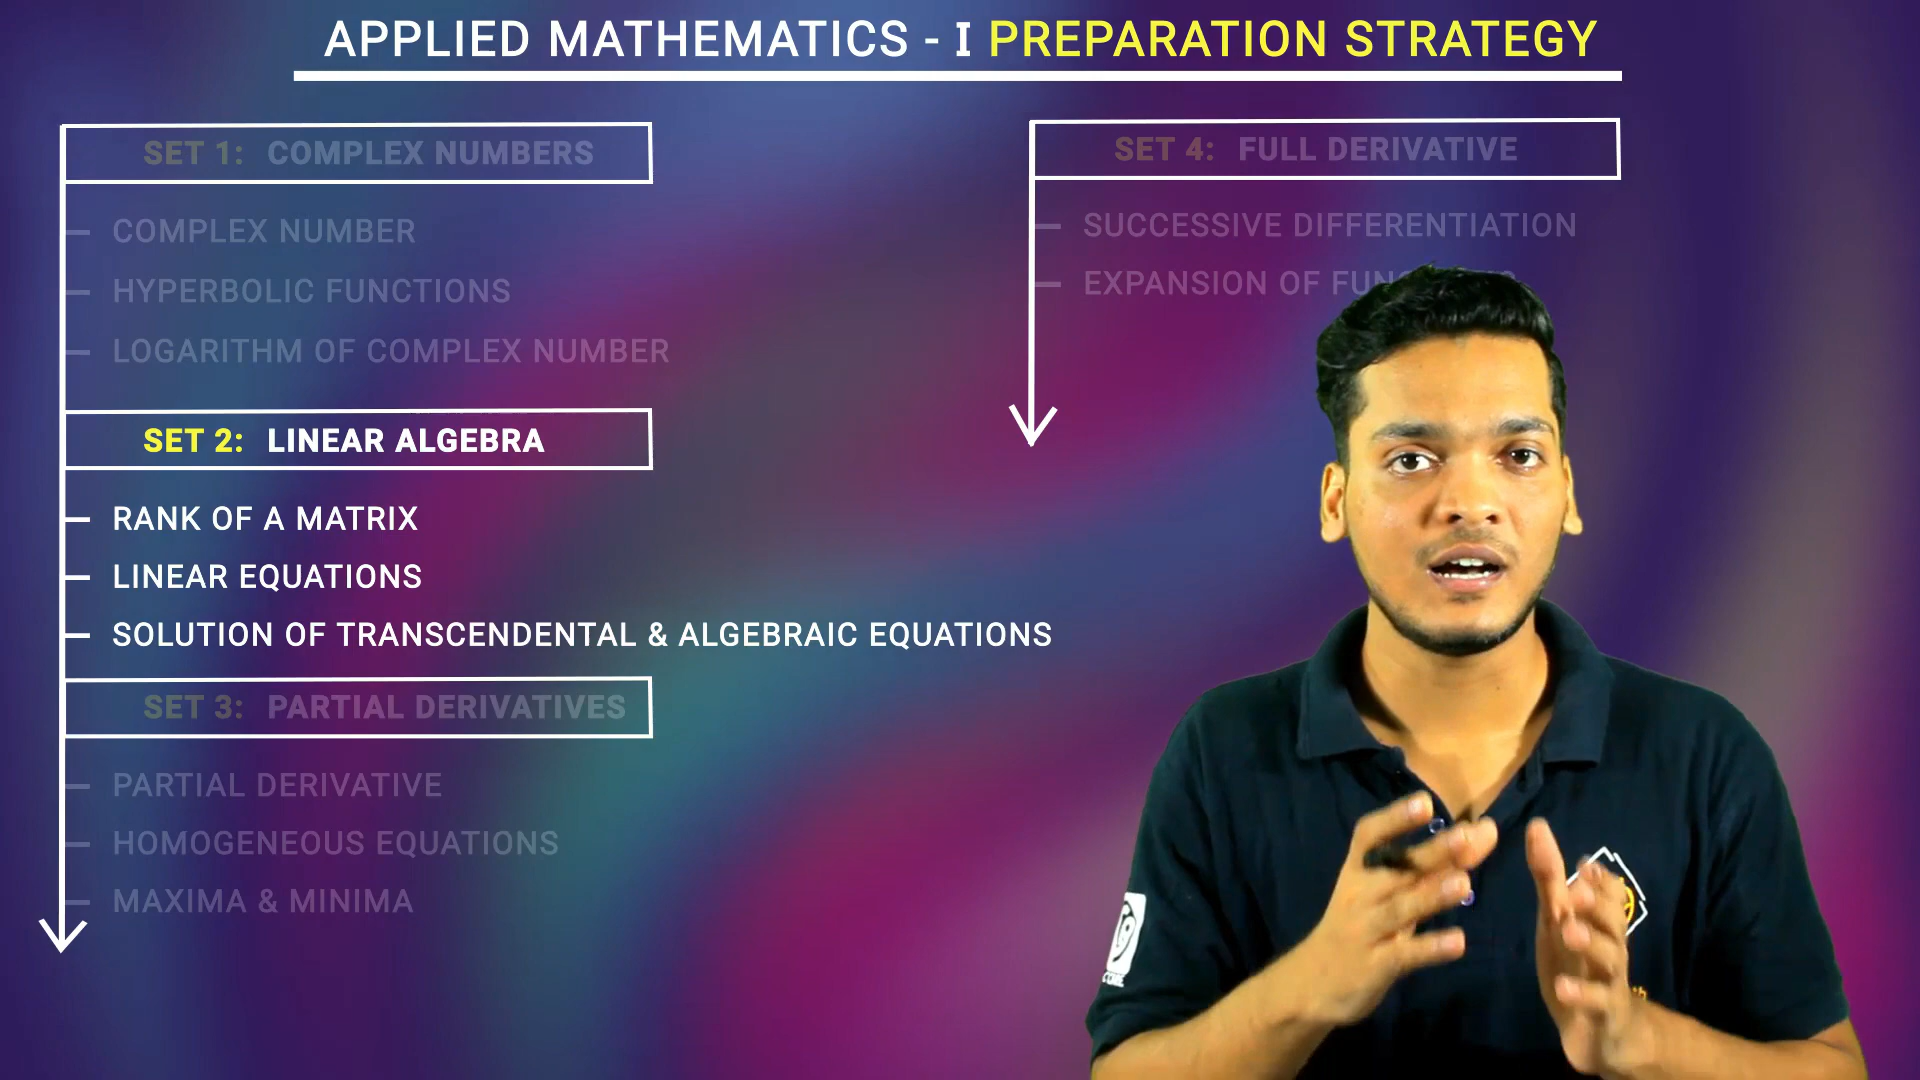 APPLIED MATHEMATICS - I PREPARATION STRATEGY
SET 1: COMPLEX NUMBERS
COMPLEX NUMBER
HYPERBOLIC FUNCTIONS
LOGARITHM OF COMPLEX NUMBER
SET 2: LINEAR ALGEBRA
RANK OF A MATRIX
LINEAR EQUATIONS
SOLUTION OF TRANSCENDENTAL & ALGEBRAIC EQUATIONS
SET 3: PARTIAL DERIVATIVES
PARTIAL DERIVATIVE
HOMOGENEOUS EQUATIONS
MAXIMA & MINIMA
SET 4: FULL DERIVATIVE
SUCCESSIVE DIFFERENTIATION
EXPANSION OF